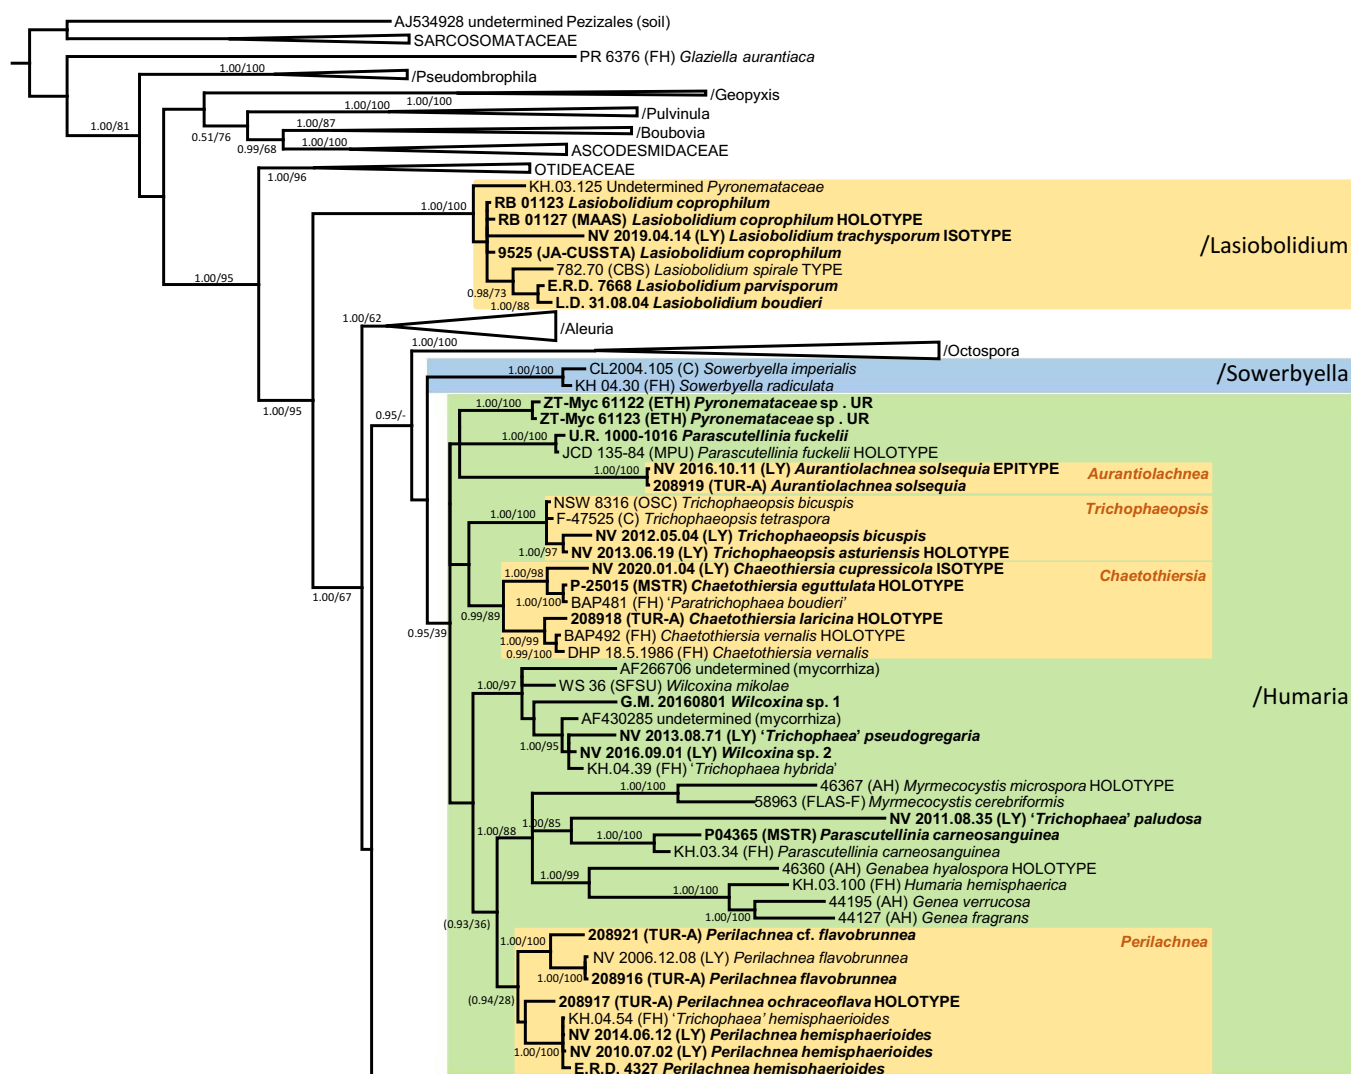 AJ534928 undetermined Pezizales (soil)
SARCOSOMATACEAE
PR 6376 (FH) Glaziella aurantiaca
1.00/100
/Pseudombrophila
1.00/100
/Geopyxis
1.00/100
/Pulvinula
1.00/81
0.51/76
1.00/87
/Boubovia
0.99/68
1.00/100
ASCODESMIDACEAE
OTIDEACEAE
1.00/96
KH.03.125 Undetermined Pyronemataceae
1.00/100
RB 01123 Lasiobolidium coprophilum
RB 01127 (MAAS) Lasiobolidium coprophilum HOLOTYPE
NV 2019.04.14 (LY) Lasiobolidium trachysporum ISOTYPE
/Lasiobolidium
9525 (JA-CUSSTA) Lasiobolidium coprophilum
782.70 (CBS) Lasiobolidium spirale TYPE
1.00/95
0.98/73
E.R.D. 7668 Lasiobolidium parvisporum
1.00/88
L.D. 31.08.04 Lasiobolidium boudieri
1.00/62
/Aleuria
1.00/100
/Octospora
1.00/100
CL2004.105 (C) Sowerbyella imperialis
/Sowerbyella
KH 04.30 (FH) Sowerbyella radiculata
1.00/95
0.95/-
1.00/100
ZT-Myc 61122 (ETH) Pyronemataceae sp . UR
ZT-Myc 61123 (ETH) Pyronemataceae sp . UR
1.00/100
U.R. 1000-1016 Parascutellinia fuckelii
JCD 135-84 (MPU) Parascutellinia fuckelii HOLOTYPE
1.00/100
NV 2016.10.11 (LY) Aurantiolachnea solsequia EPITYPE
Aurantiolachnea
208919 (TUR-A) Aurantiolachnea solsequia
NSW 8316 (OSC) Trichophaeopsis bicuspis
Trichophaeopsis
1.00/100
F-47525 (C) Trichophaeopsis tetraspora
NV 2012.05.04 (LY) Trichophaeopsis bicuspis
1.00/97
NV 2013.06.19 (LY) Trichophaeopsis asturiensis HOLOTYPE
NV 2020.01.04 (LY) Chaeothiersia cupressicola ISOTYPE
1.00/98
Chaetothiersia
P-25015 (MSTR) Chaetothiersia eguttulata HOLOTYPE
1.00/67
1.00/100
BAP481 (FH) ‘Paratrichophaea boudieri’
0.99/89
208918 (TUR-A) Chaetothiersia laricina HOLOTYPE
0.95/39
1.00/99
BAP492 (FH) Chaetothiersia vernalis HOLOTYPE
0.99/100
DHP 18.5.1986 (FH) Chaetothiersia vernalis
AF266706 undetermined (mycorrhiza)
1.00/97
WS 36 (SFSU) Wilcoxina mikolae
/Humaria
G.M. 20160801 Wilcoxina sp. 1
AF430285 undetermined (mycorrhiza)
NV 2013.08.71 (LY) ‘Trichophaea’ pseudogregaria
1.00/95
NV 2016.09.01 (LY) Wilcoxina sp. 2
KH.04.39 (FH) ‘Trichophaea hybrida’
1.00/100
46367 (AH) Myrmecocystis microspora HOLOTYPE
58963 (FLAS-F) Myrmecocystis cerebriformis
1.00/88
1.00/85
NV 2011.08.35 (LY) ‘Trichophaea’ paludosa
1.00/100
P04365 (MSTR) Parascutellinia carneosanguinea
KH.03.34 (FH) Parascutellinia carneosanguinea
1.00/99
46360 (AH) Genabea hyalospora HOLOTYPE
1.00/100
KH.03.100 (FH) Humaria hemisphaerica
44195 (AH) Genea verrucosa
1.00/100
44127 (AH) Genea fragrans
(0.93/36)
1.00/100
208921 (TUR-A) Perilachnea cf. flavobrunnea
Perilachnea
NV 2006.12.08 (LY) Perilachnea flavobrunnea
1.00/100
208916 (TUR-A) Perilachnea flavobrunnea
(0.94/28)
208917 (TUR-A) Perilachnea ochraceoflava HOLOTYPE
KH.04.54 (FH) ‘Trichophaea’ hemisphaerioides
NV 2014.06.12 (LY) Perilachnea hemisphaerioides
1.00/100
NV 2010.07.02 (LY) Perilachnea hemisphaerioides
E.R.D. 4327 Perilachnea hemisphaerioides